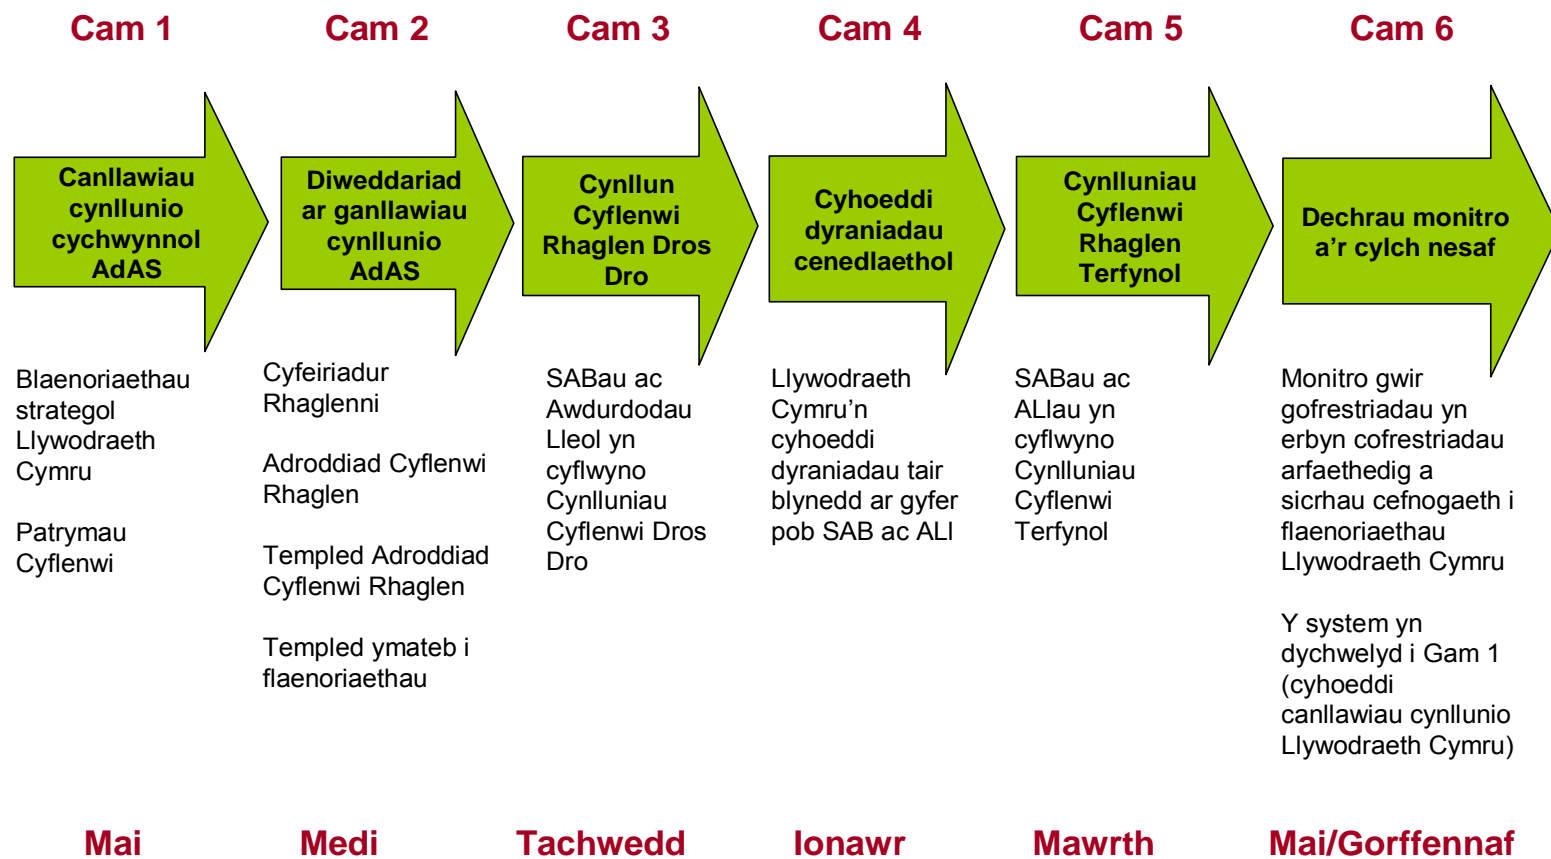 Cam 1
Cam 2
Cam 3
Cam 4
Cam 5
Cam 6
Canllawiau
cynllunio
cychwynnol
AdAS
Diweddariad
ar ganllawiau
cynllunio
AdAS
Cynllun
Cyflenwi
Rhaglen Dros
Dro
Cyhoeddi
dyraniadau
cenedlaethol
Cynlluniau
Cyflenwi
Rhaglen
Terfynol
Dechrau monitro
a’r cylch nesaf
Blaenoriaethau
strategol
Llywodraeth
Cymru
Patrymau
Cyflenwi
Cyfeiriadur
Rhaglenni
Adroddiad Cyflenwi
Rhaglen
Templed Adroddiad
Cyflenwi Rhaglen
Templed ymateb i
flaenoriaethau
SABau ac
Awdurdodau
Lleol yn
cyflwyno
Cynlluniau
Cyflenwi Dros
Dro
Llywodraeth
Cymru’n
cyhoeddi
dyraniadau tair
blynedd ar gyfer
pob SAB ac ALl
SABau ac
ALlau yn
cyflwyno
Cynlluniau
Cyflenwi
Terfynol
Monitro gwir
gofrestriadau yn
erbyn cofrestriadau
arfaethedig a
sicrhau cefnogaeth i
flaenoriaethau
Llywodraeth Cymru
Y system yn
dychwelyd i Gam 1
(cyhoeddi
canllawiau cynllunio
Llywodraeth Cymru)
Mai
Medi
Tachwedd
Ionawr
Mawrth
Mai/Gorffennaf